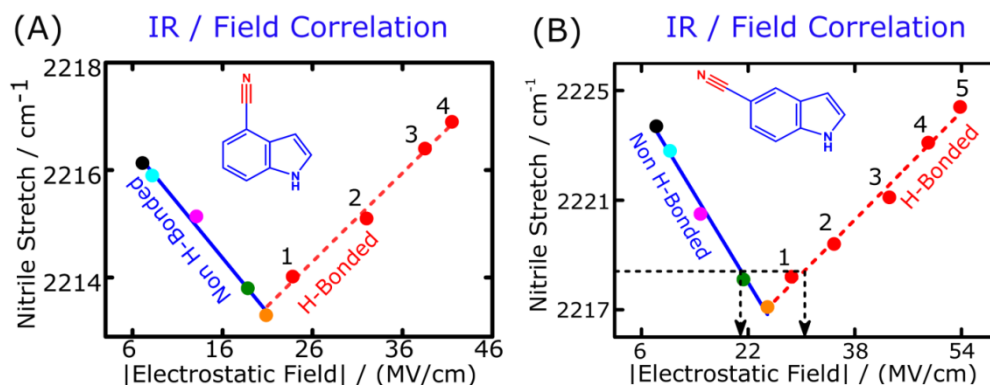 (A)
IR / Field Correlation
Nitrile Stretch / cm⁻¹
2218
2216
2214
N
N
H
1
2
3
4
Non H-Bonded
H-Bonded
6 16 26 36 46
|Electrostatic Field| / (MV/cm)
(B)
IR / Field Correlation
Nitrile Stretch / cm⁻¹
2225
2221
2217
N
N
H
1
2
3
4
5
Non H-Bonded
H-Bonded
6 22 38 54
|Electrostatic Field| / (MV/cm)